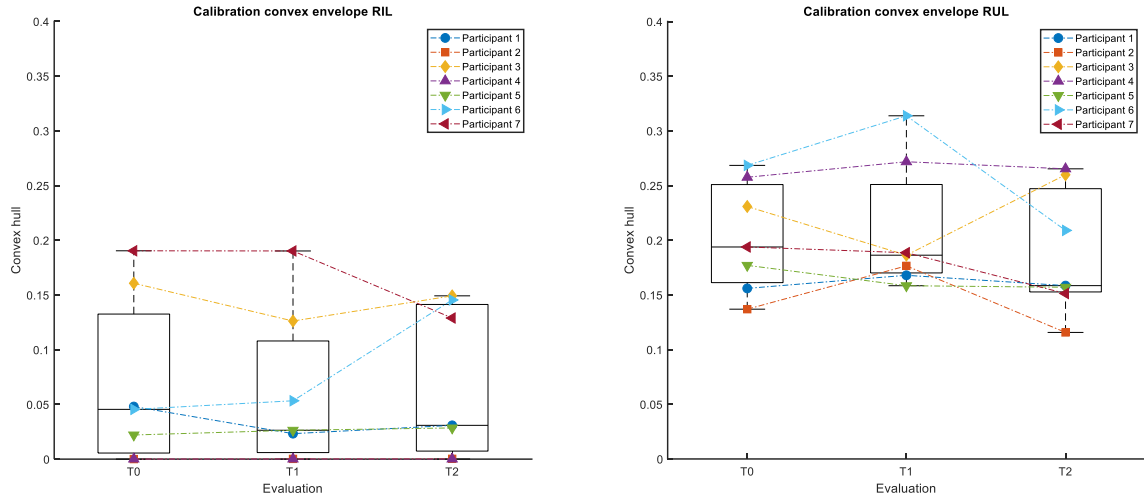 Calibration convex envelope RIL
0.4
0.35
0.3
0.25
0.2
0.15
0.1
0.05
0
Convex hull
T0
T1
T2
Evaluation
Participant 1
Participant 2
Participant 3
Participant 4
Participant 5
Participant 6
Participant 7
Calibration convex envelope RUL
0.4
0.35
0.3
0.25
0.2
0.15
0.1
0.05
0
Convex hull
T0
T1
T2
Evaluation
Participant 1
Participant 2
Participant 3
Participant 4
Participant 5
Participant 6
Participant 7